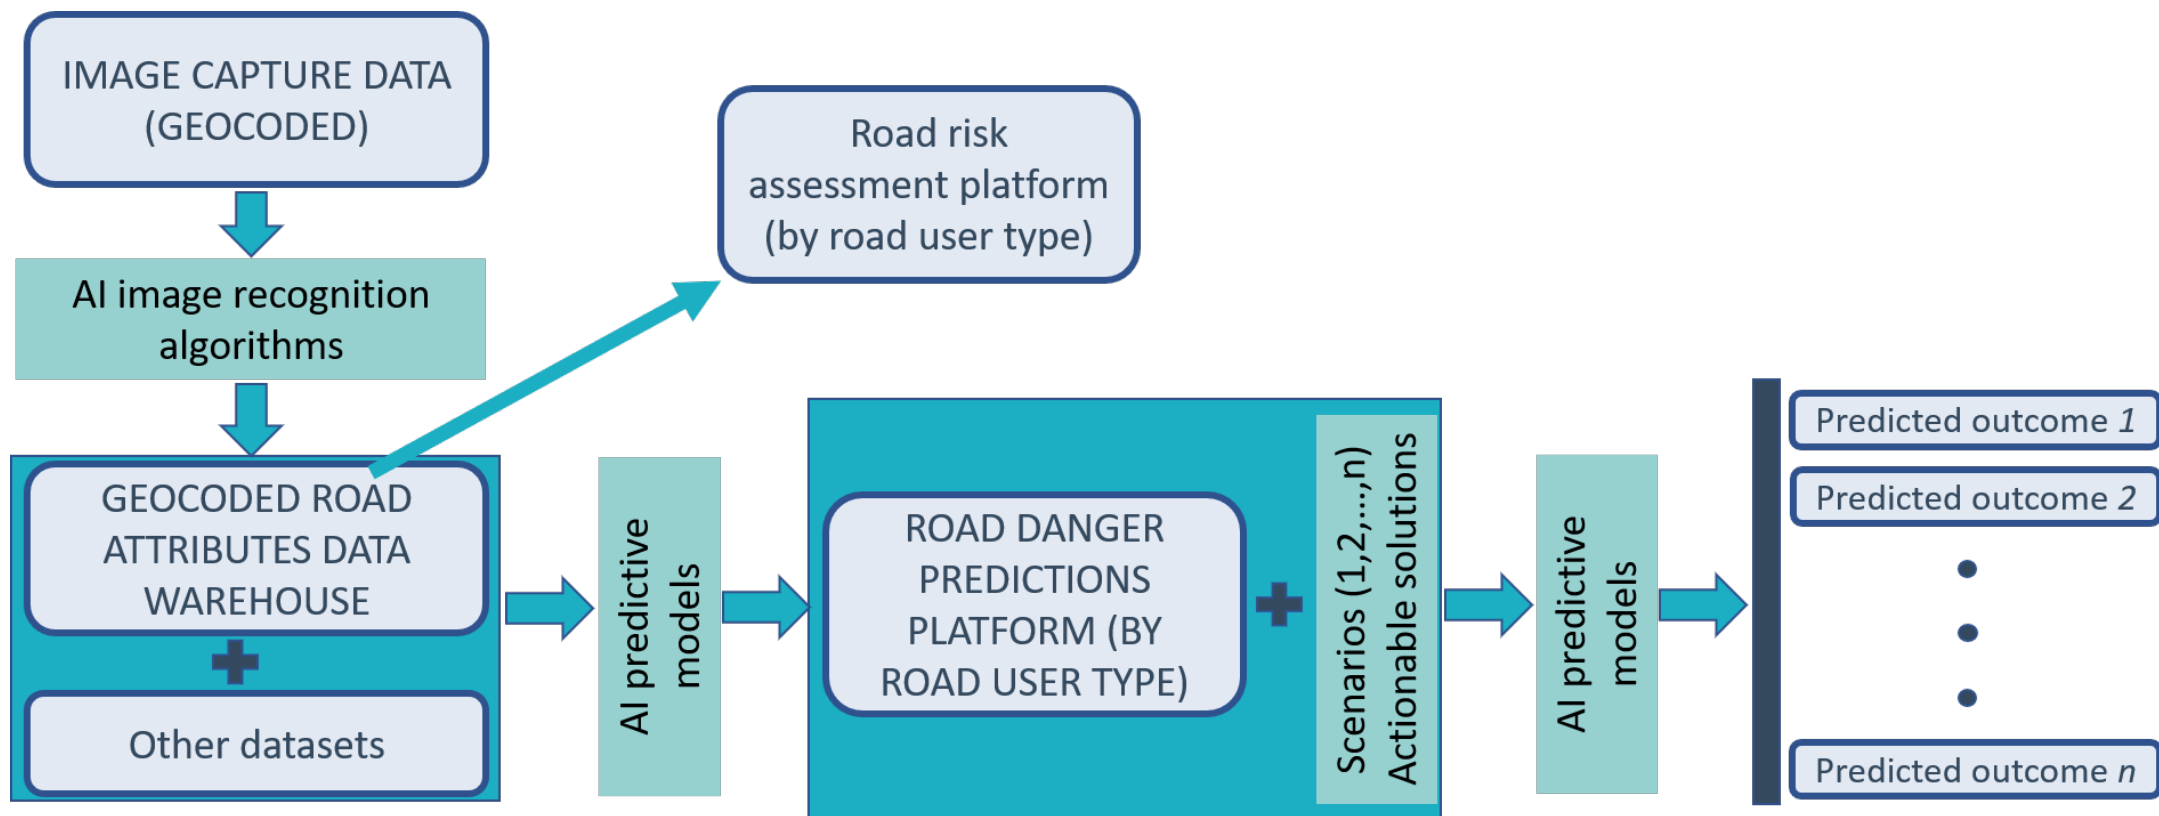 IMAGE CAPTURE DATA
(GEOCODED)
AI image recognition
algorithms
Road risk
assessment platform
(by road user type)
GEOCODED ROAD
ATTRIBUTES DATA
WAREHOUSE
Other datasets
AI predictive
models
ROAD DANGER
PREDICTIONS
PLATFORM (BY
ROAD USER TYPE)
Scenarios (1,2,...,n)
Actionable solutions
AI predictive
models
Predicted outcome 1
Predicted outcome 2
Predicted outcome n